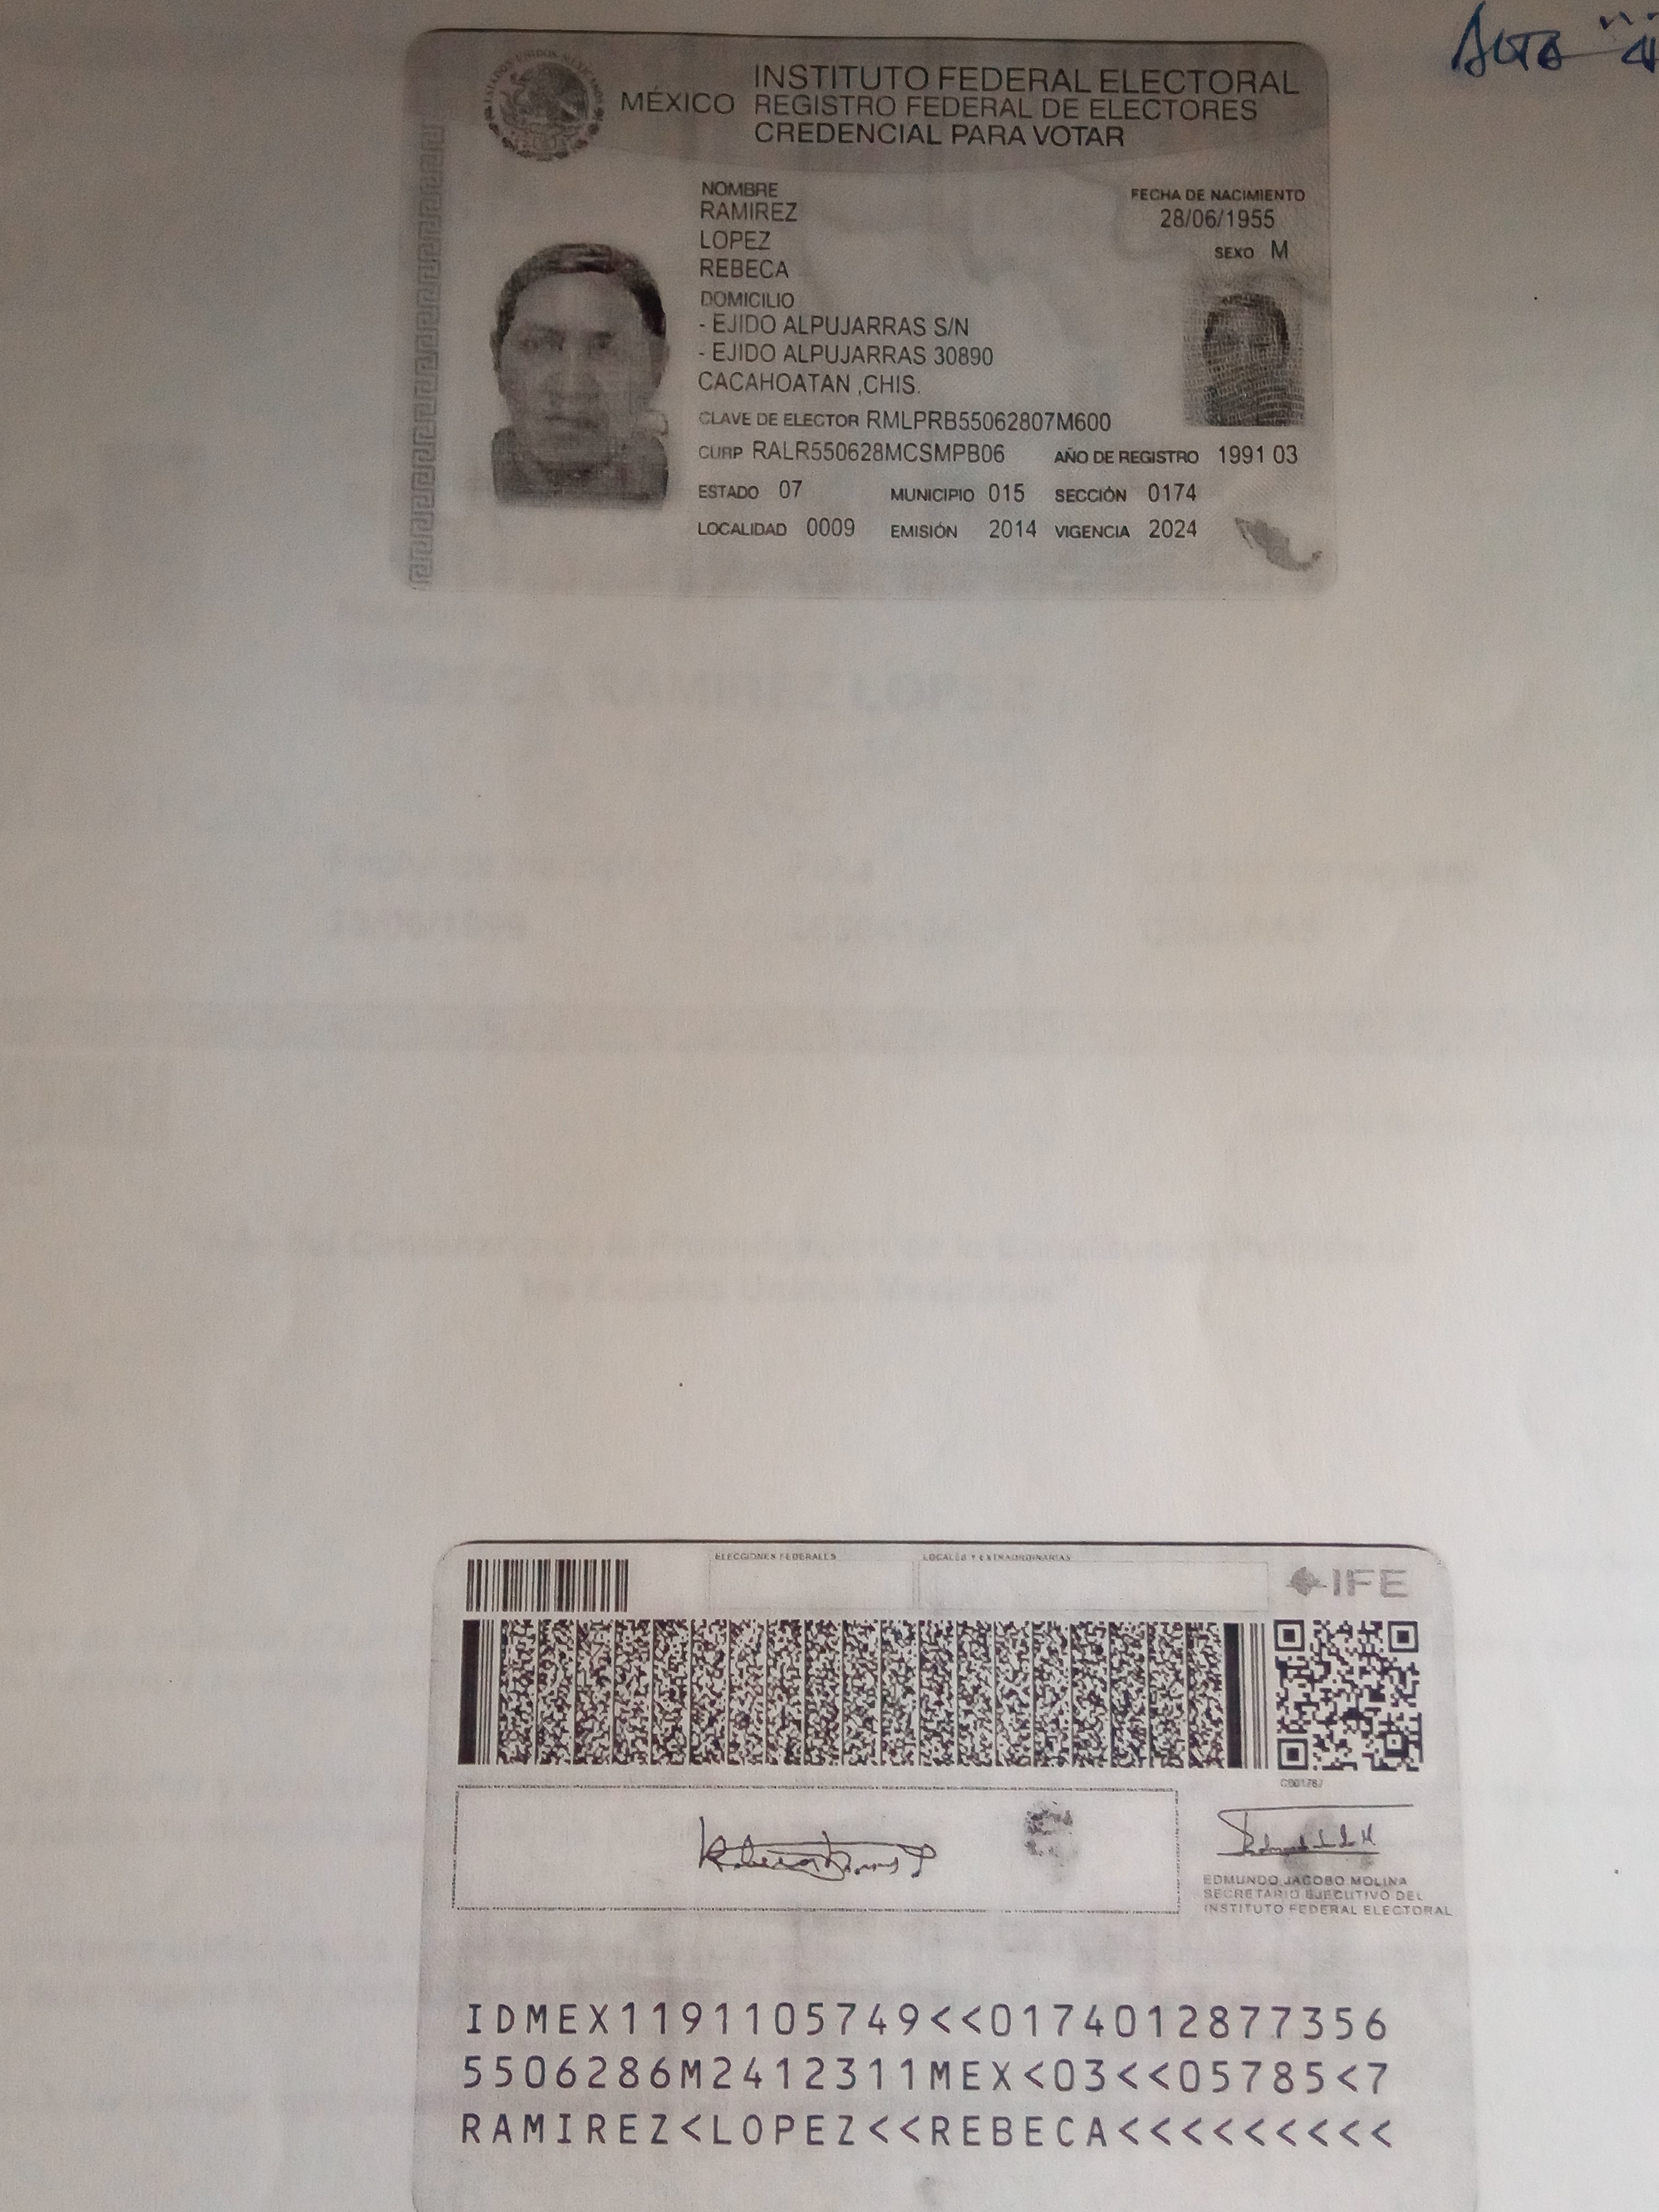 ALTA "4
INSTITUTO FEDERAL ELECTORAL
MÉXICO REGISTRO FEDERAL DE ELECTORES
CREDENCIAL PARA VOTAR
NOMBRE
RAMIREZ
LOPEZ
REBECA
FECHA DE NACIMIENTO
28/06/1955
SEXO M
DOMICILIO
- EJIDO ALPUJARRAS S/N
- EJIDO ALPUJARRAS 30890
CACAHOATAN ,CHIS.
CLAVE DE ELECTOR RMLPRB55062807M600
CURP RALR550628MCSMPB06 AÑO DE REGISTRO 1991 03
ESTADO 07 MUNICIPIO 015 SECCIÓN 0174
LOCALIDAD 0009 EMISIÓN 2014 VIGENCIA 2024
REBECA RAMIREZ LOPEZ
ELECCIONES FEDERALES LOCALES Y EXTRAORDINARIAS
IFE
EDMUNDO JACOBO MOLINA
SECRETARIO EJECUTIVO DEL
INSTITUTO FEDERAL ELECTORAL
IDMEX1191105749<<0174012877356
5506286M2412311MEX<03<<05785<7
RAMIREZ<LOPEZ<<REBECA<<<<<<<<<